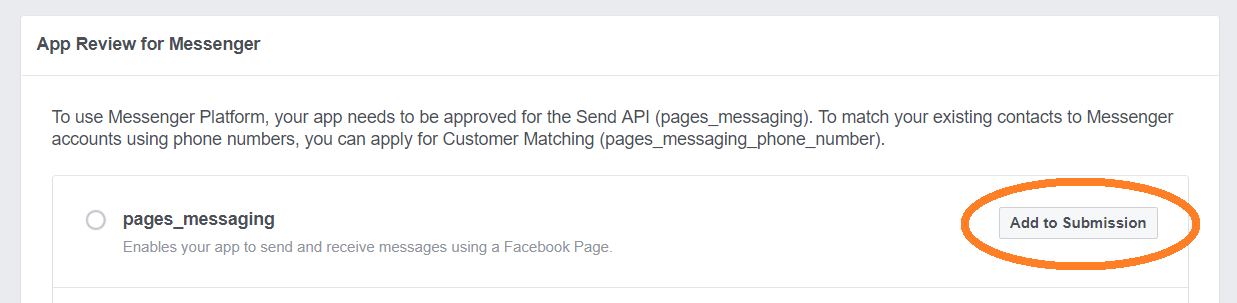 App Review for Messenger
To use Messenger Platform, your app needs to be approved for the Send API (pages_messaging). To match your existing contacts to Messenger
accounts using phone numbers, you can apply for Customer Matching (pages_messaging_phone_number).
pages_messaging
Add to Submission
Enables your app to send and receive messages using a Facebook Page.